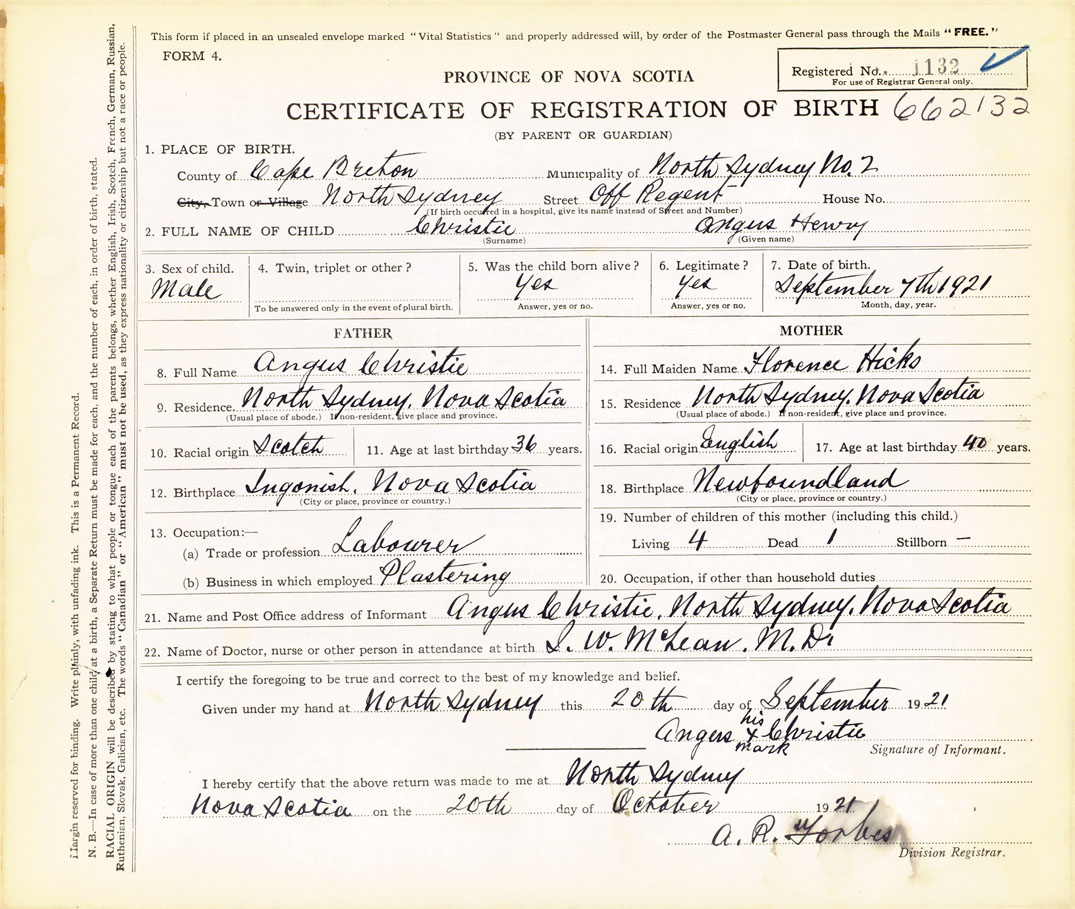 This form if placed in an unsealed envelope marked "Vital Statistics" and properly addressed will, by order of the Postmaster General pass through the Mails "FREE."
FORM 4.
Registered No. 1132
For use of Registrar General only.
PROVINCE OF NOVA SCOTIA
CERTIFICATE OF REGISTRATION OF BIRTH 662132
(BY PARENT OR GUARDIAN)
1. PLACE OF BIRTH.
County of Cape Breton Municipality of North Sydney No. 2
City, Town or Village North Sydney Street Off Regent House No.
(If birth occurred in a hospital, give its name instead of Street and Number)
2. FULL NAME OF CHILD Christie Angus Henry
(Surname) (Given name)
3. Sex of child. Male
4. Twin, triplet or other?
To be answered only in the event of plural birth.
5. Was the child born alive? Yes
Answer, yes or no.
6. Legitimate? Yes
Answer, yes or no.
7. Date of birth. September 7th 1921
Month, day, year.
FATHER
8. Full Name Angus Christie
9. Residence. North Sydney, Nova Scotia
(Usual place of abode.) If non-resident, give place and province.
10. Racial origin Scotch 11. Age at last birthday 36 years.
12. Birthplace Ingonish, Nova Scotia
(City or place, province or country.)
13. Occupation:—
(a) Trade or profession Labourer
(b) Business in which employed Plastering
MOTHER
14. Full Maiden Name Florence Hicks
15. Residence North Sydney, Nova Scotia
(Usual place of abode.) If non-resident, give place and province.
16. Racial origin English 17. Age at last birthday 40 years.
18. Birthplace Newfoundland
(City or place, province or country.)
19. Number of children of this mother (including this child.)
Living 4 Dead 1 Stillborn —
20. Occupation, if other than household duties
21. Name and Post Office address of Informant Angus Christie, North Sydney, Nova Scotia
22. Name of Doctor, nurse or other person in attendance at birth J. W. McLean, M.D.
I certify the foregoing to be true and correct to the best of my knowledge and belief.
Given under my hand at North Sydney this 20th day of September 1921
his
Angus X Christie
mark
Signature of Informant.
I hereby certify that the above return was made to me at North Sydney
Nova Scotia on the 20th day of October 1921
A. R. Forbes
Division Registrar.
Margin reserved for binding. Write plainly, with unfading ink. This is a Permanent Record.
N. B.—In case of more than one child at a birth, a Separate Return must be made for each, and the number of each, in order of birth, stated.
RACIAL ORIGIN will be described by stating to what people or tongue each of the parents belongs, whether English, Irish, Scotch, French, German, Russian,
Ruthenian, Slovak, Galician, etc. The words "Canadian" or "American" must not be used, as they express nationality or citizenship but not a race or people.